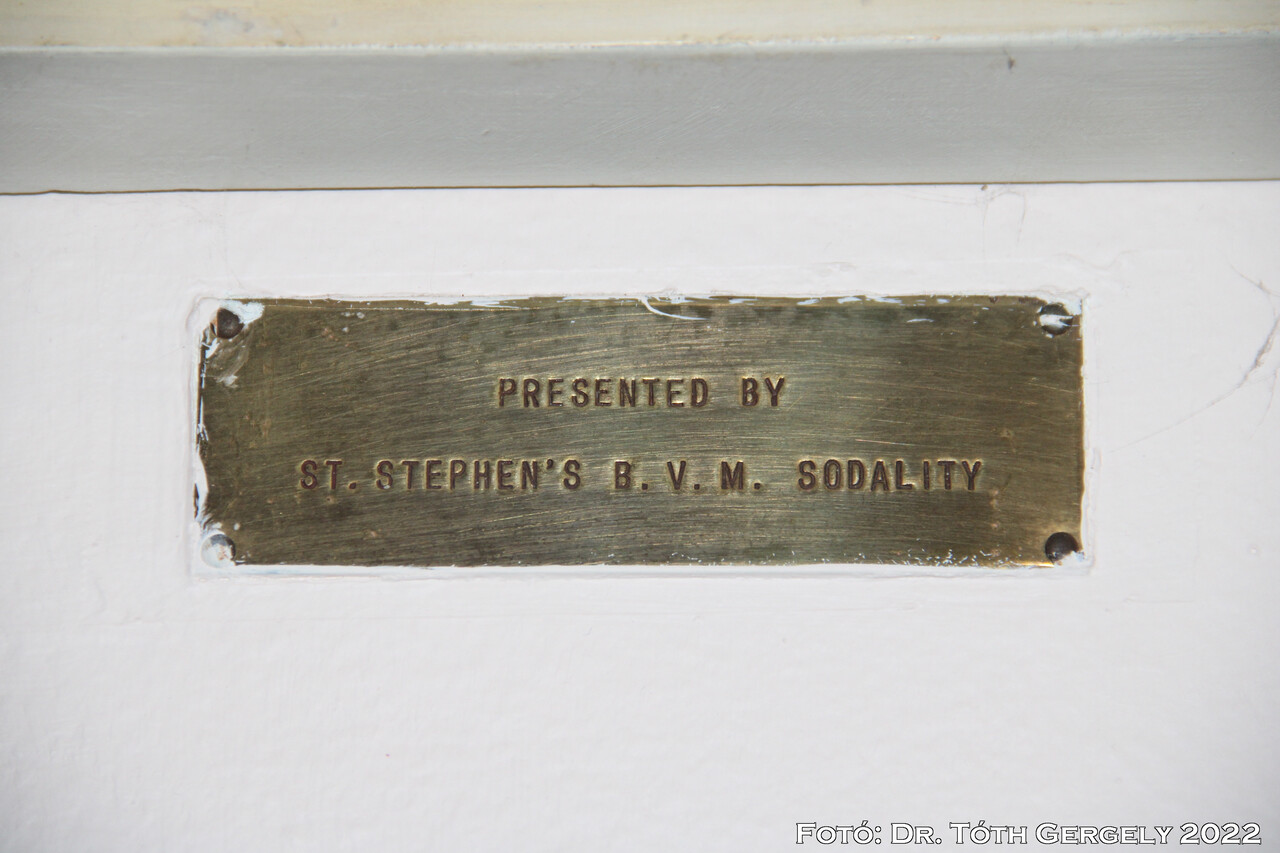 PRESENTED BY
ST. STEPHEN'S B. V. M. SODALITY
Fotó: Dr. Tóth Gergely 2022